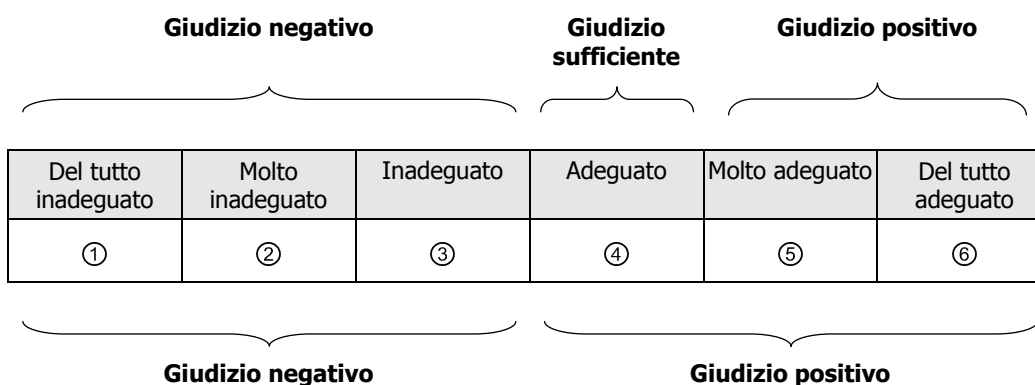 Giudizio negativo Giudizio sufficiente Giudizio positivo
Del tutto inadeguato Molto inadeguato Inadeguato Adeguato Molto adeguato Del tutto adeguato
① ② ③ ④ ⑤ ⑥
Giudizio negativo Giudizio positivo